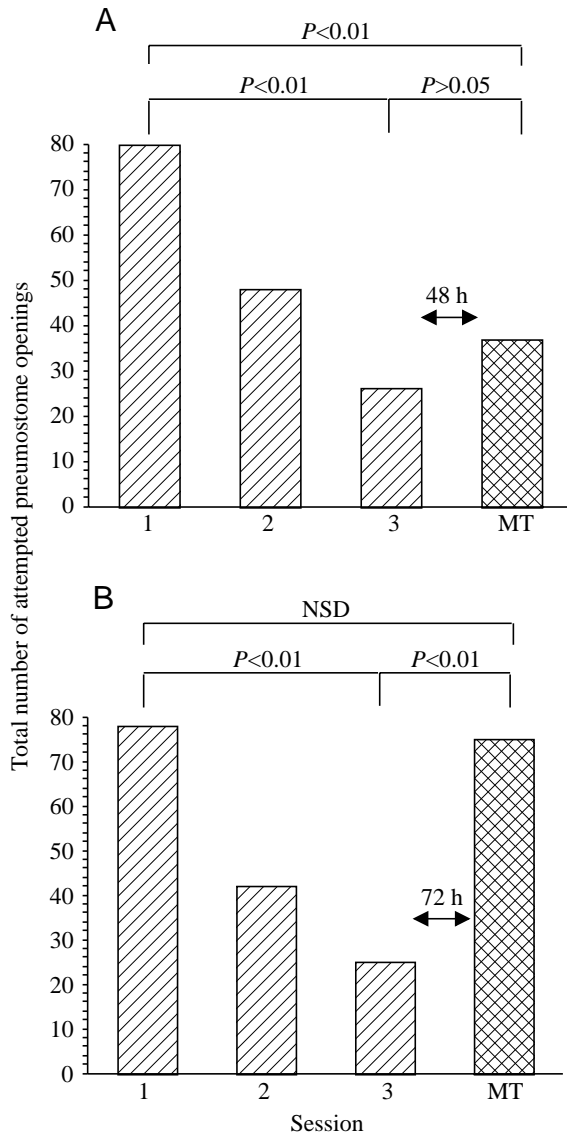 A
P<0.01
P<0.01 P>0.05
80
70
60
50
40
30
20
10
0
48 h
1 2 3 MT
Total number of attempted pneumostome openings
B
NSD
P<0.01 P<0.01
80
70
60
50
40
30
20
10
0
72 h
1 2 3 MT
Session